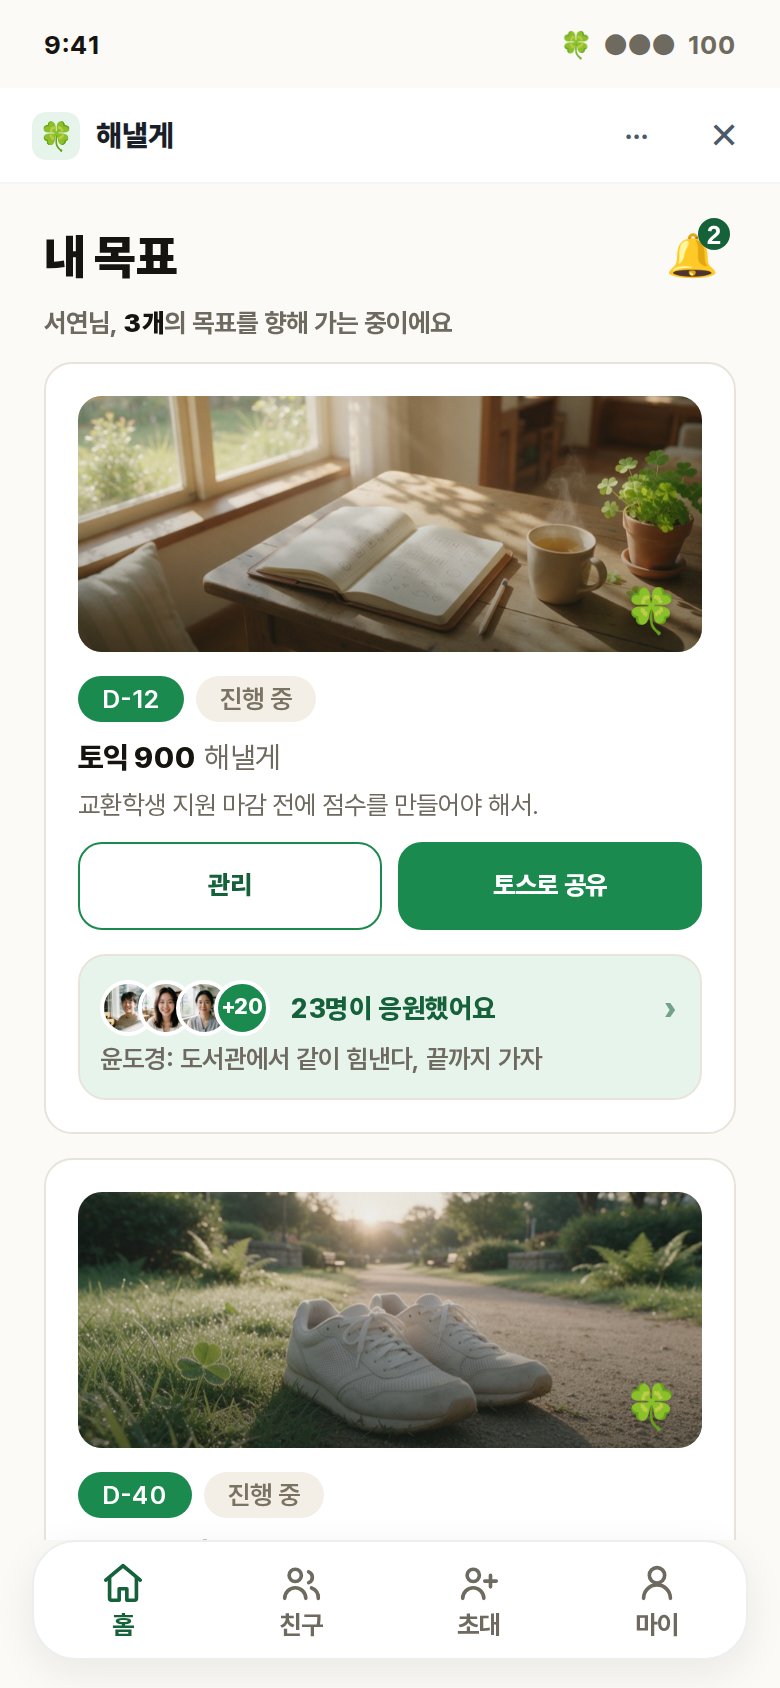 9:41
100
해낼게
내 목표
2
서연님, 3개의 목표를 향해 가는 중이에요
D-12
진행 중
토익 900 해낼게
교환학생 지원 마감 전에 점수를 만들어야 해서.
관리
토스로 공유
+20
23명이 응원했어요
윤도경: 도서관에서 같이 힘낸다, 끝까지 가자
D-40
진행 중
홈
친구
초대
마이